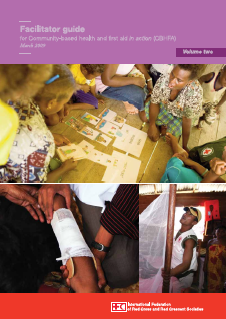 Facilitator guide
for Community-based health and first aid in action (CBHFA)
March 2009
Volume two
International Federation
of Red Cross and Red Crescent Societies